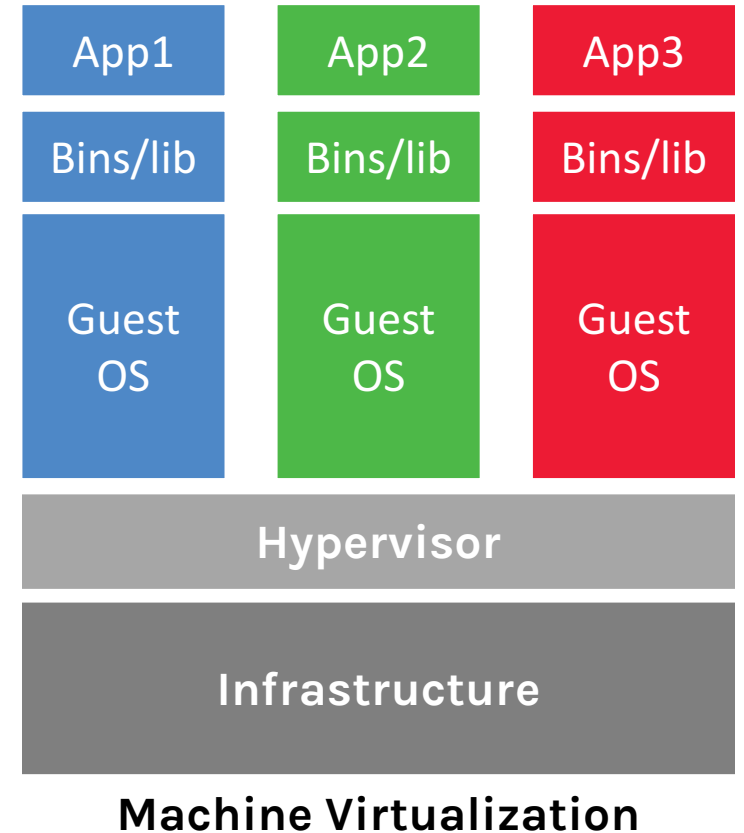 App1
App2
App3
Bins/lib
Bins/lib
Bins/lib
Guest
OS
Guest
OS
Guest
OS
Hypervisor
Infrastructure
Machine Virtualization